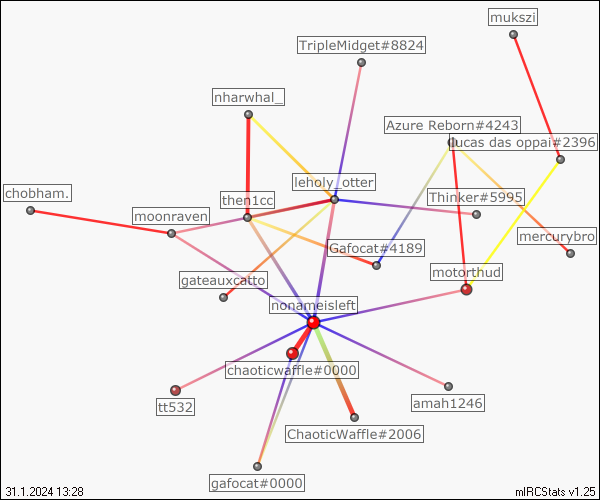 mukszi
TripleMidget#8824
nharwhal_
Azure Reborn#4243
lucas das oppai#2396
leholy_otter
chobham.
then1cc
Thinker#5995
moonraven
mercurybro
Gafocat#4189
motorthud
gateauxcatto
nonameisleft
chaoticwaffle#0000
tt532
amah1246
ChaoticWaffle#2006
gafocat#0000
31.1.2024 13:28
mIRCStats v1.25